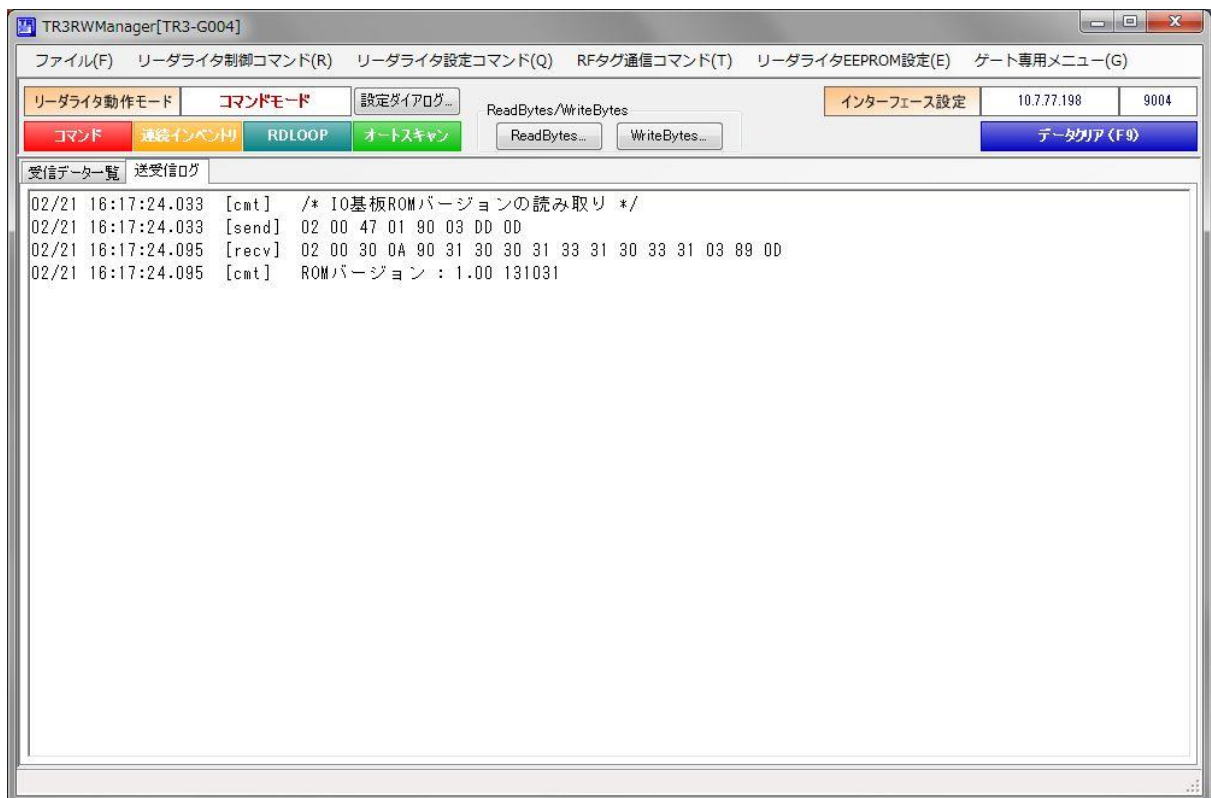 TR3RWManager[TR3-G004]
ファイル(F) リーダライタ制御コマンド(R) リーダライタ設定コマンド(Q) RFタグ通信コマンド(T) リーダライタEEPROM設定(E) ゲート専用メニュー(G)
リーダライタ動作モード コマンドモード 設定ダイアログ... ReadBytes/WriteBytes インターフェース設定 10.7.77.198 9004
コマンド 連続インベントリ RDLOOP オートスキャン ReadBytes... WriteBytes... データクリア (F9)
受信データ一覧 送受信ログ
02/21 16:17:24.033 [cmt] /* IO基板ROMバージョンの読み取り */
02/21 16:17:24.033 [send] 02 00 47 01 90 03 DD 0D
02/21 16:17:24.095 [recv] 02 00 30 0A 90 31 30 30 31 33 31 30 33 31 03 89 0D
02/21 16:17:24.095 [cmt] ROMバージョン : 1.00 131031